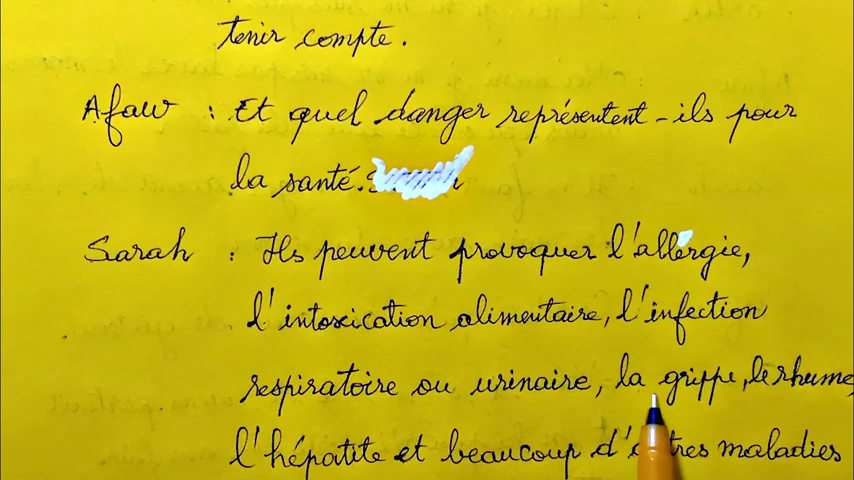 tenir compte.
Afaw : Et quel danger représentent-ils pour
la santé.
Sarah : Ils peuvent provoquer l'allergie,
l'intoxication alimentaire, l'infection
respiratoire ou urinaire, la grippe, le rhume,
l'hépatite et beaucoup d'autres maladies